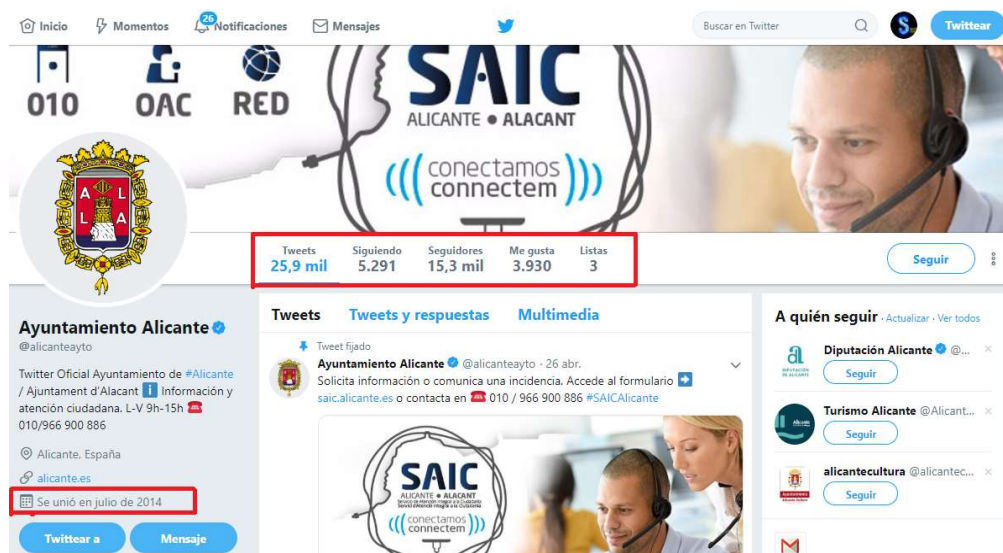 Inicio Momentos 26 Notificaciones Mensajes Buscar en Twitter Twittear
010 OAC RED
SAIC
ALICANTE ● ALACANT
((( conectamos
connectem )))
Tweets Siguiendo Seguidores Me gusta Listas
25,9 mil 5.291 15,3 mil 3.930 3
Seguir
A L
L A
Ayuntamiento Alicante
@alicanteayto
Twitter Oficial Ayuntamiento de #Alicante
/ Ajuntament d'Alacant i Información y
atención ciudadana. L-V 9h-15h
010/966 900 886
Alicante, España
alicante.es
Se unió en julio de 2014
Twittear a Mensaje
Tweets Tweets y respuestas Multimedia
Tweet fijado
Ayuntamiento Alicante @alicanteayto - 26 abr.
Solicita información o comunica una incidencia. Accede al formulario
saic.alicante.es o contacta en 010 / 966 900 886 #SAICAlicante
SAIC
ALICANTE ● ALACANT
((( conectamos
connectem )))
A quién seguir · Actualizar · Ver todos
Diputación Alicante @...
Seguir
Turismo Alicante @Alicant...
Seguir
alicantecultura @alicantec...
Seguir